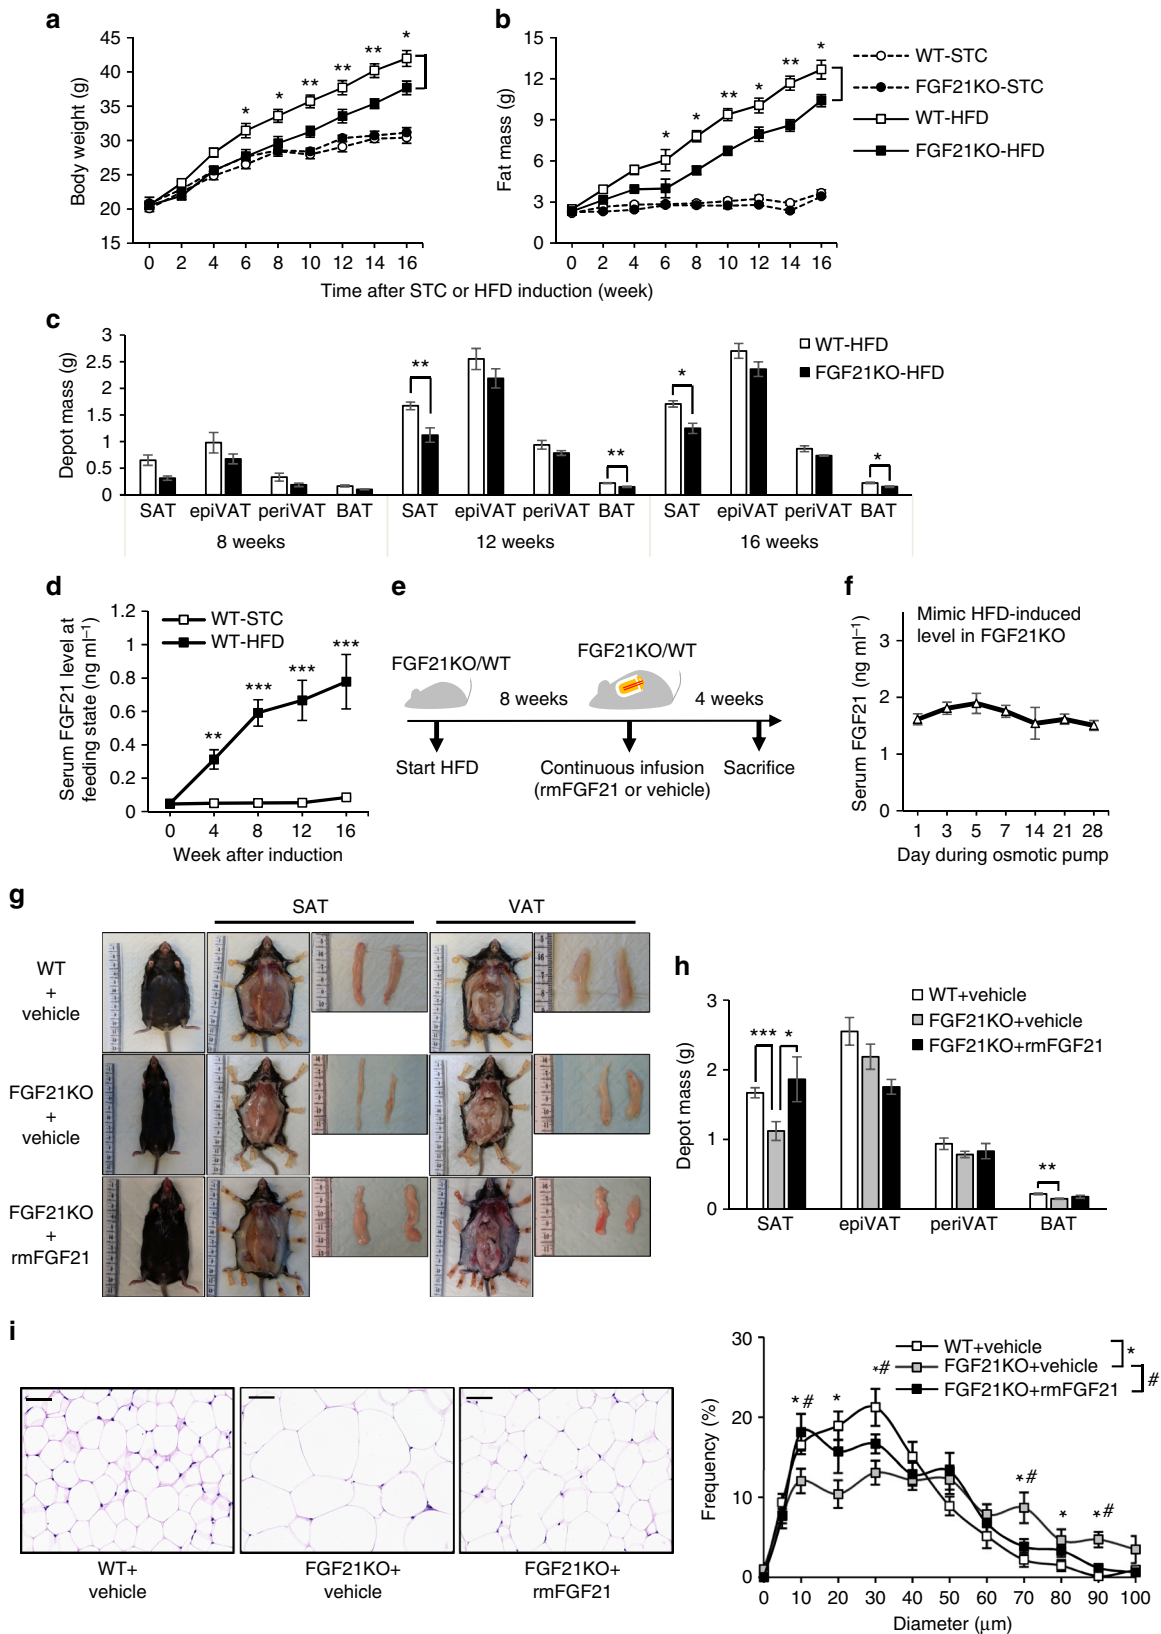 a
45
40
35
30
25
20
15
Body weight (g)
* * ** ** ** *
0 2 4 6 8 10 12 14 16
b
15
12
9
6
3
0
Fat mass (g)
* * ** * ** *
0 2 4 6 8 10 12 14 16
WT-STC
FGF21KO-STC
WT-HFD
FGF21KO-HFD
Time after STC or HFD induction (week)
c
3
2.5
2
1.5
1
0.5
0
Depot mass (g)
WT-HFD
FGF21KO-HFD
** ** * *
SAT epiVAT periVAT BAT SAT epiVAT periVAT BAT SAT epiVAT periVAT BAT
8 weeks 12 weeks 16 weeks
d
1.2
1
0.8
0.6
0.4
0.2
0
Serum FGF21 level at
feeding state (ng ml⁻¹)
WT-STC
WT-HFD
** *** *** ***
0 4 8 12 16
Week after induction
e
FGF21KO/WT
FGF21KO/WT
8 weeks 4 weeks
Start HFD
Continuous infusion
(rmFGF21 or vehicle)
Sacrifice
f
Mimic HFD-induced
level in FGF21KO
3
2
1
0
Serum FGF21 (ng ml⁻¹)
1 3 5 7 14 21 28
Day during osmotic pump
g
SAT VAT
WT
+
vehicle
FGF21KO
+
vehicle
FGF21KO
+
rmFGF21
h
3
2
1
0
Depot mass (g)
WT+vehicle
FGF21KO+vehicle
FGF21KO+rmFGF21
*** * **
SAT epiVAT periVAT BAT
i
WT+
vehicle
FGF21KO+
vehicle
FGF21KO+
rmFGF21
30
20
10
0
Frequency (%)
WT+vehicle
FGF21KO+vehicle
FGF21KO+rmFGF21
*
#
*# * *# *# * *#
0 10 20 30 40 50 60 70 80 90 100
Diameter (μm)